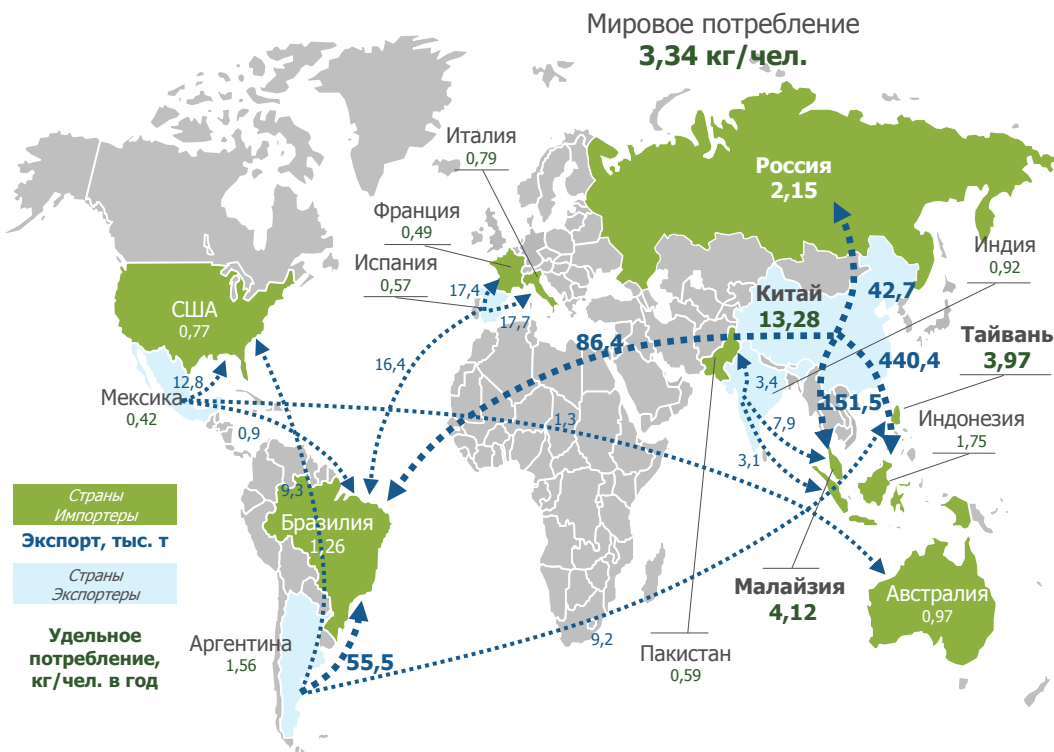 Мировое потребление
3,34 кг/чел.
Италия
0,79
Россия
2,15
Франция
0,49
Индия
0,92
Испания
0,57
17,4
17,7
Китай
13,28
42,7
США
0,77
86,4
Тайвань
3,97
440,4
16,4
3,4
12,8
Мексика
0,42
151,5
Индонезия
1,75
1,3
7,9
0,9
3,1
9,3
Страны
Импортеры
Бразилия
1,26
Экспорт, тыс. т
Страны
Экспортеры
Малайзия
4,12
Австралия
0,97
Удельное
потребление,
кг/чел. в год
Аргентина
1,56
55,5
9,2
Пакистан
0,59